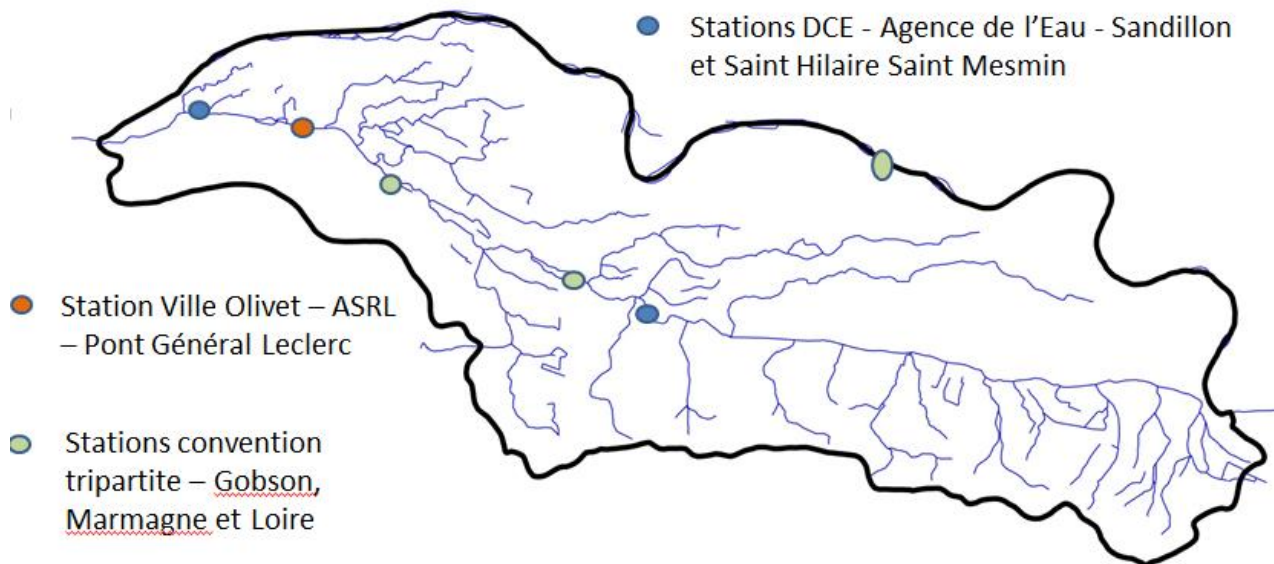 Stations DCE - Agence de l'Eau - Sandillon
et Saint Hilaire Saint Mesmin
Station Ville Olivet – ASRL
– Pont Général Leclerc
Stations convention
tripartite – Gobson,
Marmagne et Loire